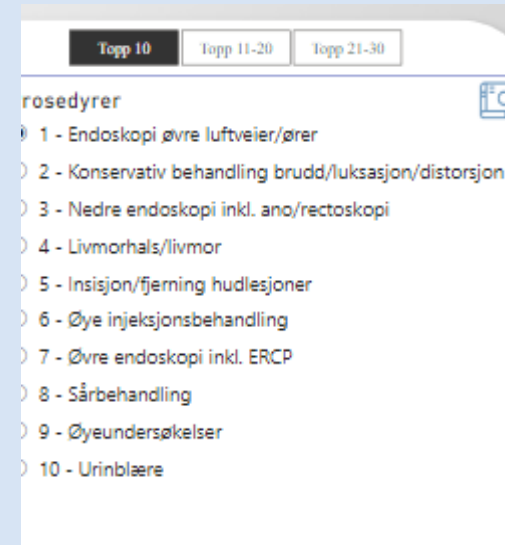 Topp 10 Topp 11-20 Topp 21-30
rosedyrer
1 - Endoskopi øvre luftveier/ører
2 - Konservativ behandling brudd/luksasjon/distorsjon
3 - Nedre endoskopi inkl. ano/rectoskopi
4 - Livmorhals/livmor
5 - Insisjon/fjerning hudlesjoner
6 - Øye injeksjonsbehandling
7 - Øvre endoskopi inkl. ERCP
8 - Sårbehandling
9 - Øyeundersøkelser
10 - Urinblære